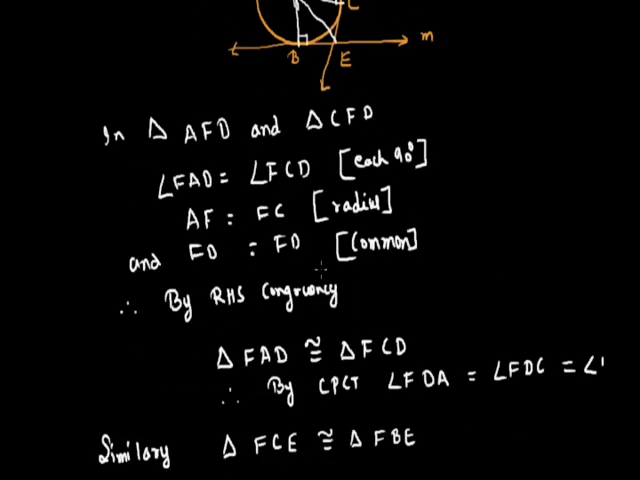 C
m
B E
In Δ AFD and Δ CFD
∠FAD = ∠FCD [each 90°]
AF = FC [radius]
and FD = FD [Common]
∴ By RHS Congruency
Δ FAD ≅ Δ FCD
∴ By CPCT ∠FDA = ∠FDC = ∠1
Similary Δ FCE ≅ Δ FBE